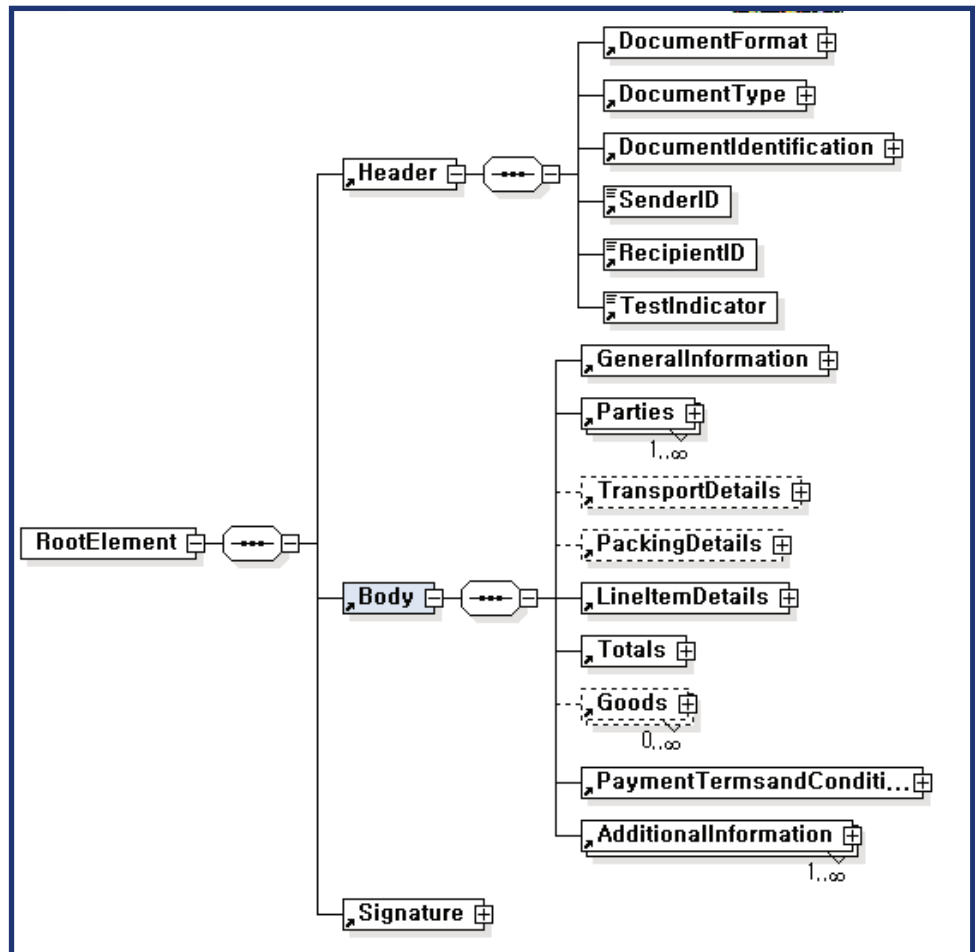 DocumentFormat
DocumentType
DocumentIdentification
Header
SenderID
RecipientID
TestIndicator
GeneralInformation
Parties
1..∞
TransportDetails
RootElement
PackingDetails
Body
LineItemDetails
Totals
Goods
0..∞
PaymentTermsandConditi...
AdditionalInformation
1..∞
Signature